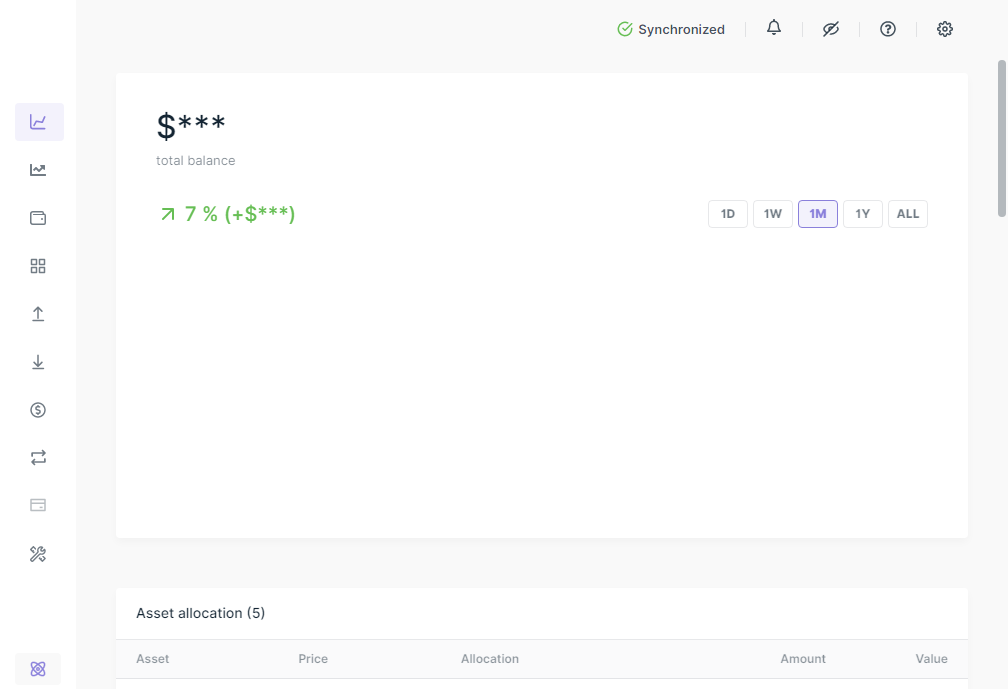 Synchronized
$***
total balance
7 % (+$***)
1D 1W 1M 1Y ALL
Asset allocation (5)
Asset Price Allocation Amount Value